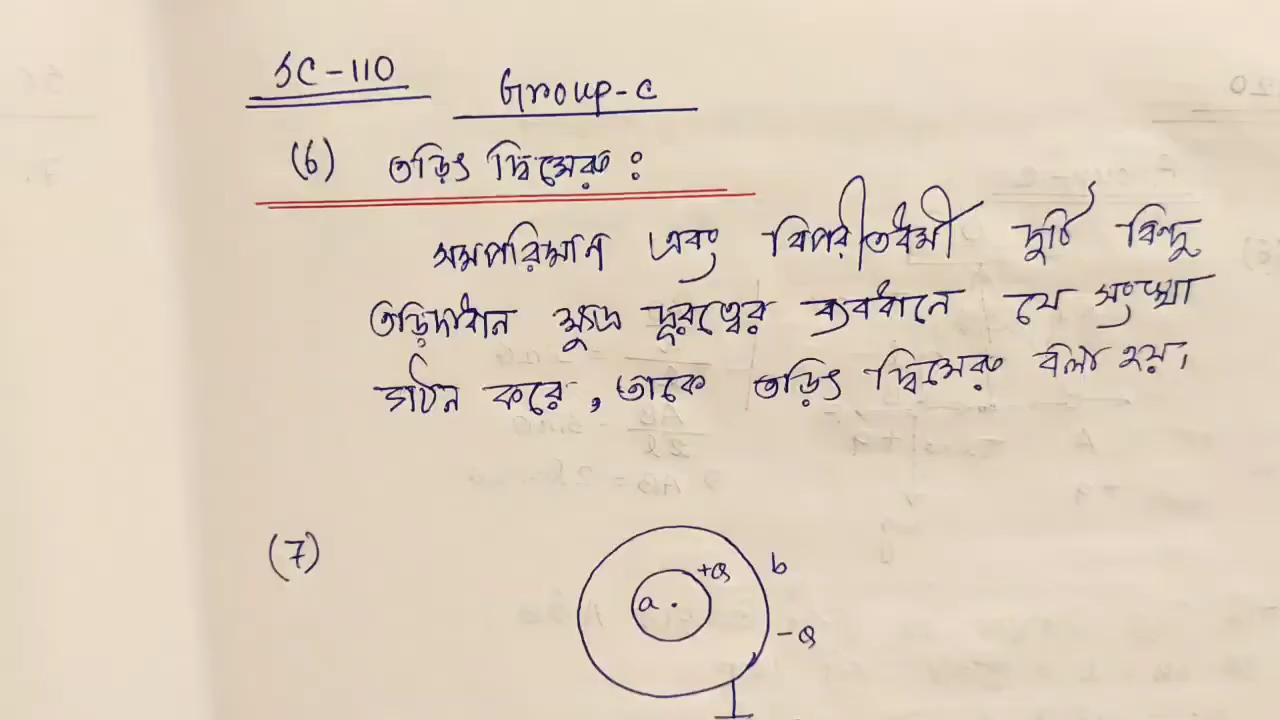 SC-110
Group-C
(6) তড়িৎ দ্বিমেরু :
সমপরিমান এবং বিপরীতধর্মী দুটি বিন্দু
তড়িদাধান ক্ষুদ্র দূরত্বের ব্যবধানে যে সংস্থা
গঠন করে, তাকে তড়িৎ দ্বিমেরু বলা হয়।
(7)
+Q
b
a
-Q